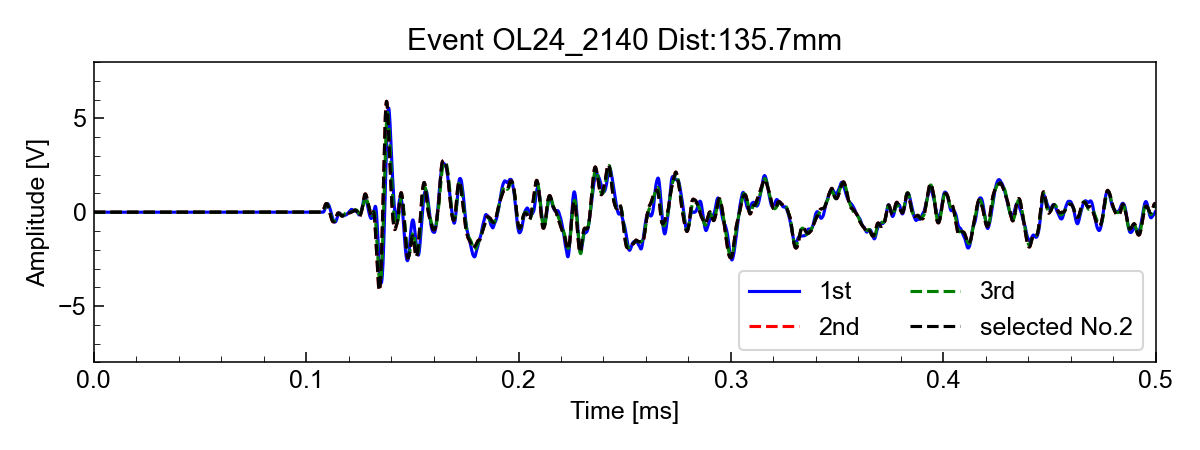 Event OL24_2140 Dist:135.7mm
Amplitude [V]
5
0
−5
1st
2nd
3rd
selected No.2
0.0 0.1 0.2 0.3 0.4 0.5
Time [ms]